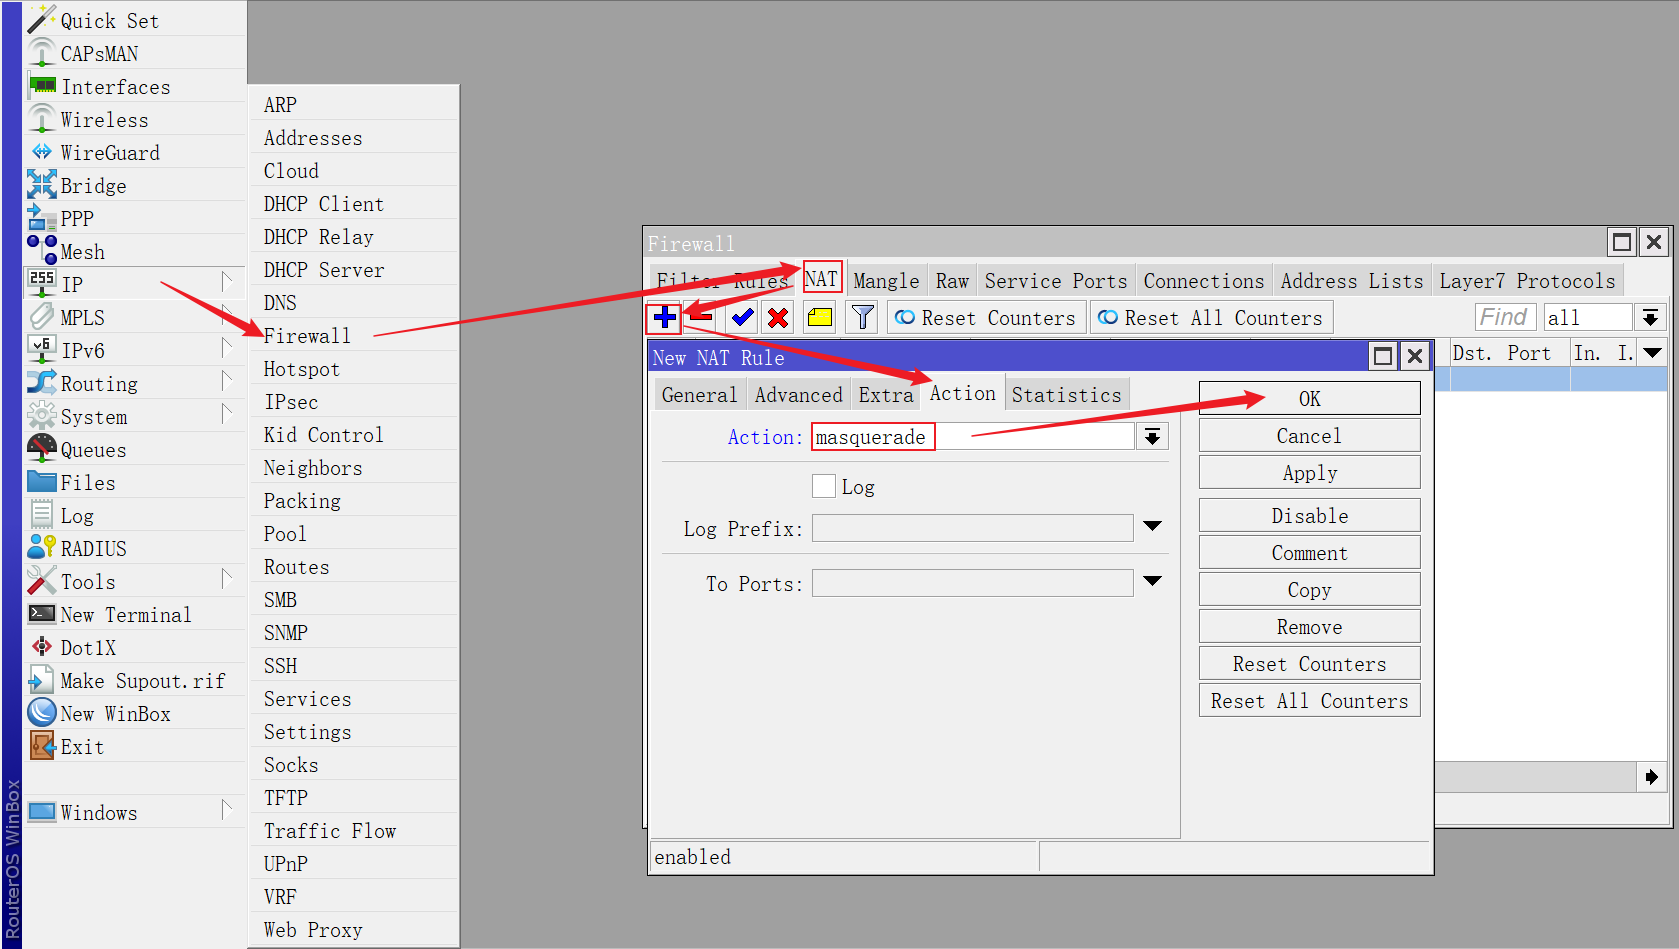 Quick Set
CAPsMAN
Interfaces
Wireless
WireGuard
Bridge
PPP
Mesh
255
IP
MPLS
v6
IPv6
Routing
System
Queues
Files
Log
RADIUS
Tools
New Terminal
Dot1X
Make Supout.rif
New WinBox
Exit
Windows
RouterOS WinBox
ARP
Addresses
Cloud
DHCP Client
DHCP Relay
DHCP Server
DNS
Firewall
Hotspot
IPsec
Kid Control
Neighbors
Packing
Pool
Routes
SMB
SNMP
SSH
Services
Settings
Socks
TFTP
Traffic Flow
UPnP
VRF
Web Proxy
Firewall
Filter Rules NAT Mangle Raw Service Ports Connections Address Lists Layer7 Protocols
Reset Counters Reset All Counters Find all
Dst. Port In. I.
New NAT Rule
General Advanced Extra Action Statistics
Action: masquerade
Log
Log Prefix:
To Ports:
OK
Cancel
Apply
Disable
Comment
Copy
Remove
Reset Counters
Reset All Counters
enabled